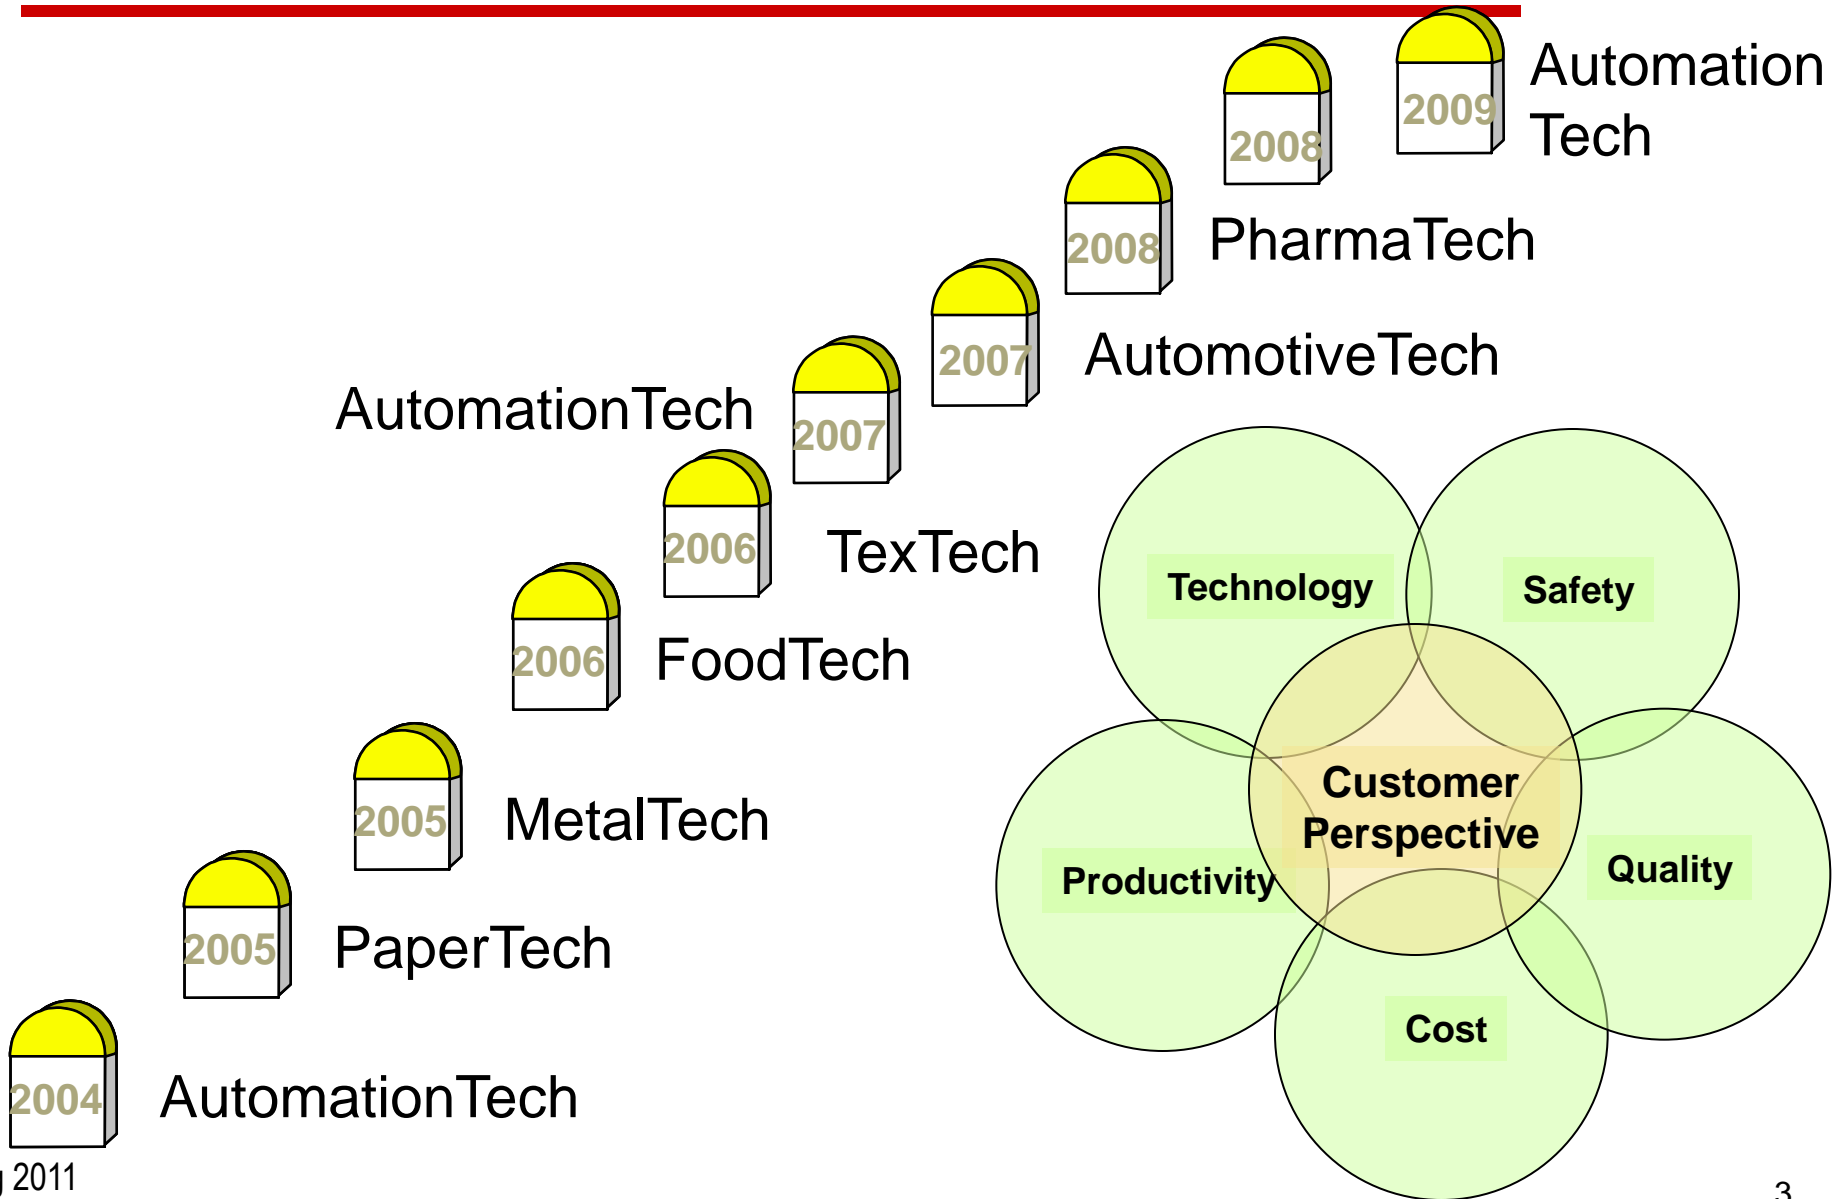 2009
Automation
Tech
2008
2008
PharmaTech
2007
AutomotiveTech
AutomationTech
2007
2006
TexTech
2006
FoodTech
2005
MetalTech
2005
PaperTech
2004
AutomationTech
Technology
Safety
Customer
Perspective
Productivity
Quality
Cost
2011
3